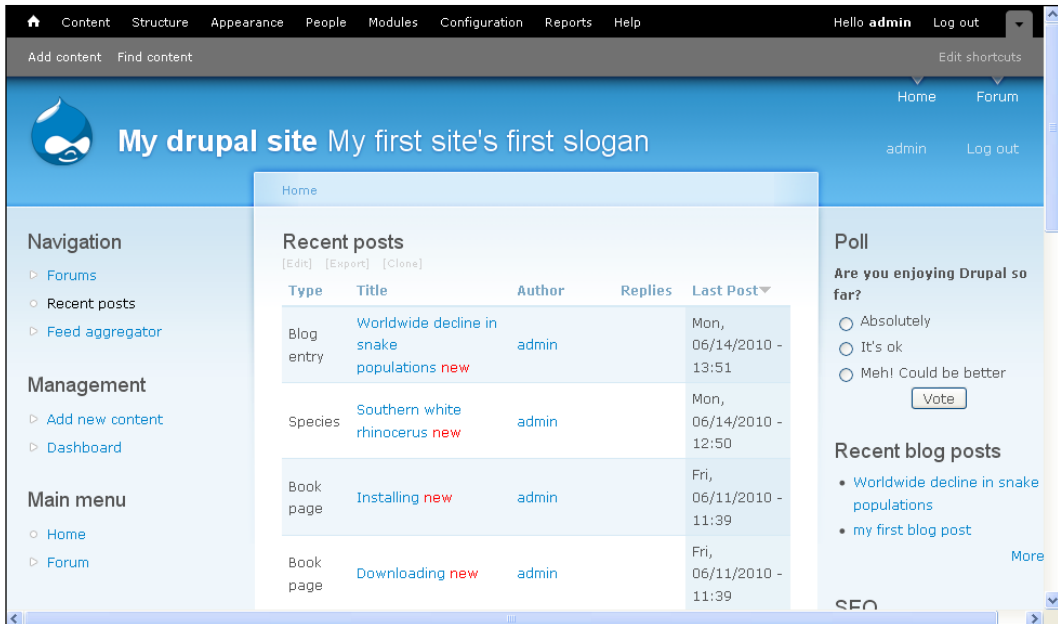 Content Structure Appearance People Modules Configuration Reports Help Hello admin Log out
Add content Find content Edit shortcuts
Home Forum
My drupal site My first site's first slogan
admin Log out
Home
Navigation
Forums
Recent posts
Feed aggregator
Management
Add new content
Dashboard
Main menu
Home
Forum
Recent posts
[Edit] [Export] [Clone]
Type Title Author Replies Last Post
Blog
entry
Worldwide decline in
snake
populations new
admin
Mon,
06/14/2010 -
13:51
Species
Southern white
rhinocerus new
admin
Mon,
06/14/2010 -
12:50
Book
page
Installing new
admin
Fri,
06/11/2010 -
11:39
Book
page
Downloading new
admin
Fri,
06/11/2010 -
11:39
Poll
Are you enjoying Drupal so
far?
Absolutely
It's ok
Meh! Could be better
Vote
Recent blog posts
Worldwide decline in snake
populations
my first blog post
More
SEO